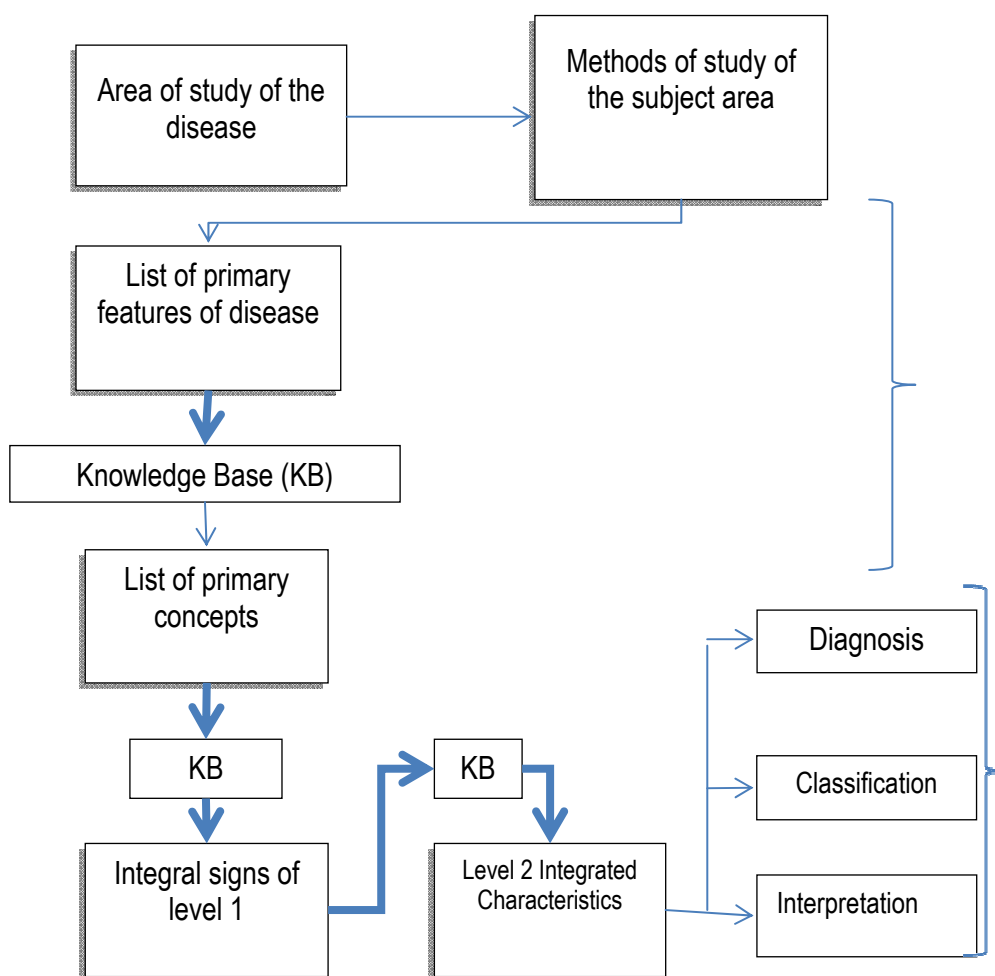 Area of study of the
disease
Methods of study of
the subject area
List of primary
features of disease
Knowledge Base (KB)
List of primary
concepts
KB
KB
Integral signs of
level 1
Level 2 Integrated
Characteristics
Diagnosis
Classification
Interpretation